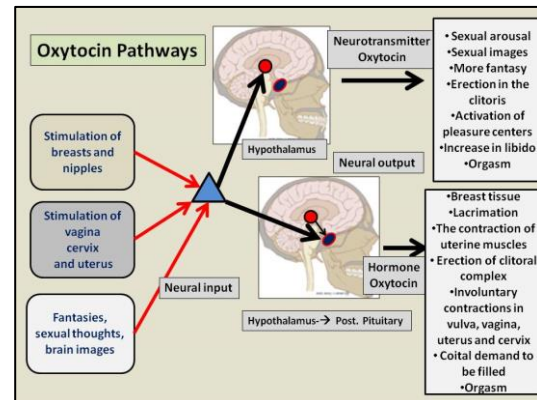 Oxytocin Pathways
Stimulation of
breasts and
nipples
Stimulation of
vagina
cervix
and uterus
Fantasies,
sexual thoughts,
brain images
Neural input
Hypothalamus
Neurotransmitter
Oxytocin
Neural output
Hypothalamus-→ Post. Pituitary
Hormone
Oxytocin
•Sexual arousal
•Sexual images
•More fantasy
•Erection in the
clitoris
•Activation of
pleasure centers
•Increase in libido
•Orgasm
•Breast tissue
•Lacrimation
•The contraction of
uterine muscles
•Erection of clitoral
complex
•Involuntary
contractions in
vulva, vagina,
uterus and cervix
•Coital demand to
be filled
•Orgasm